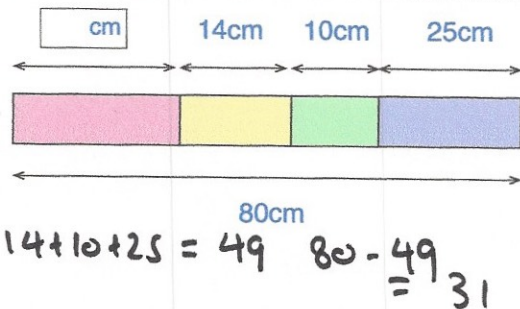 cm 14cm 10cm 25cm
80cm
14+10+25 = 49 80-49
= 31